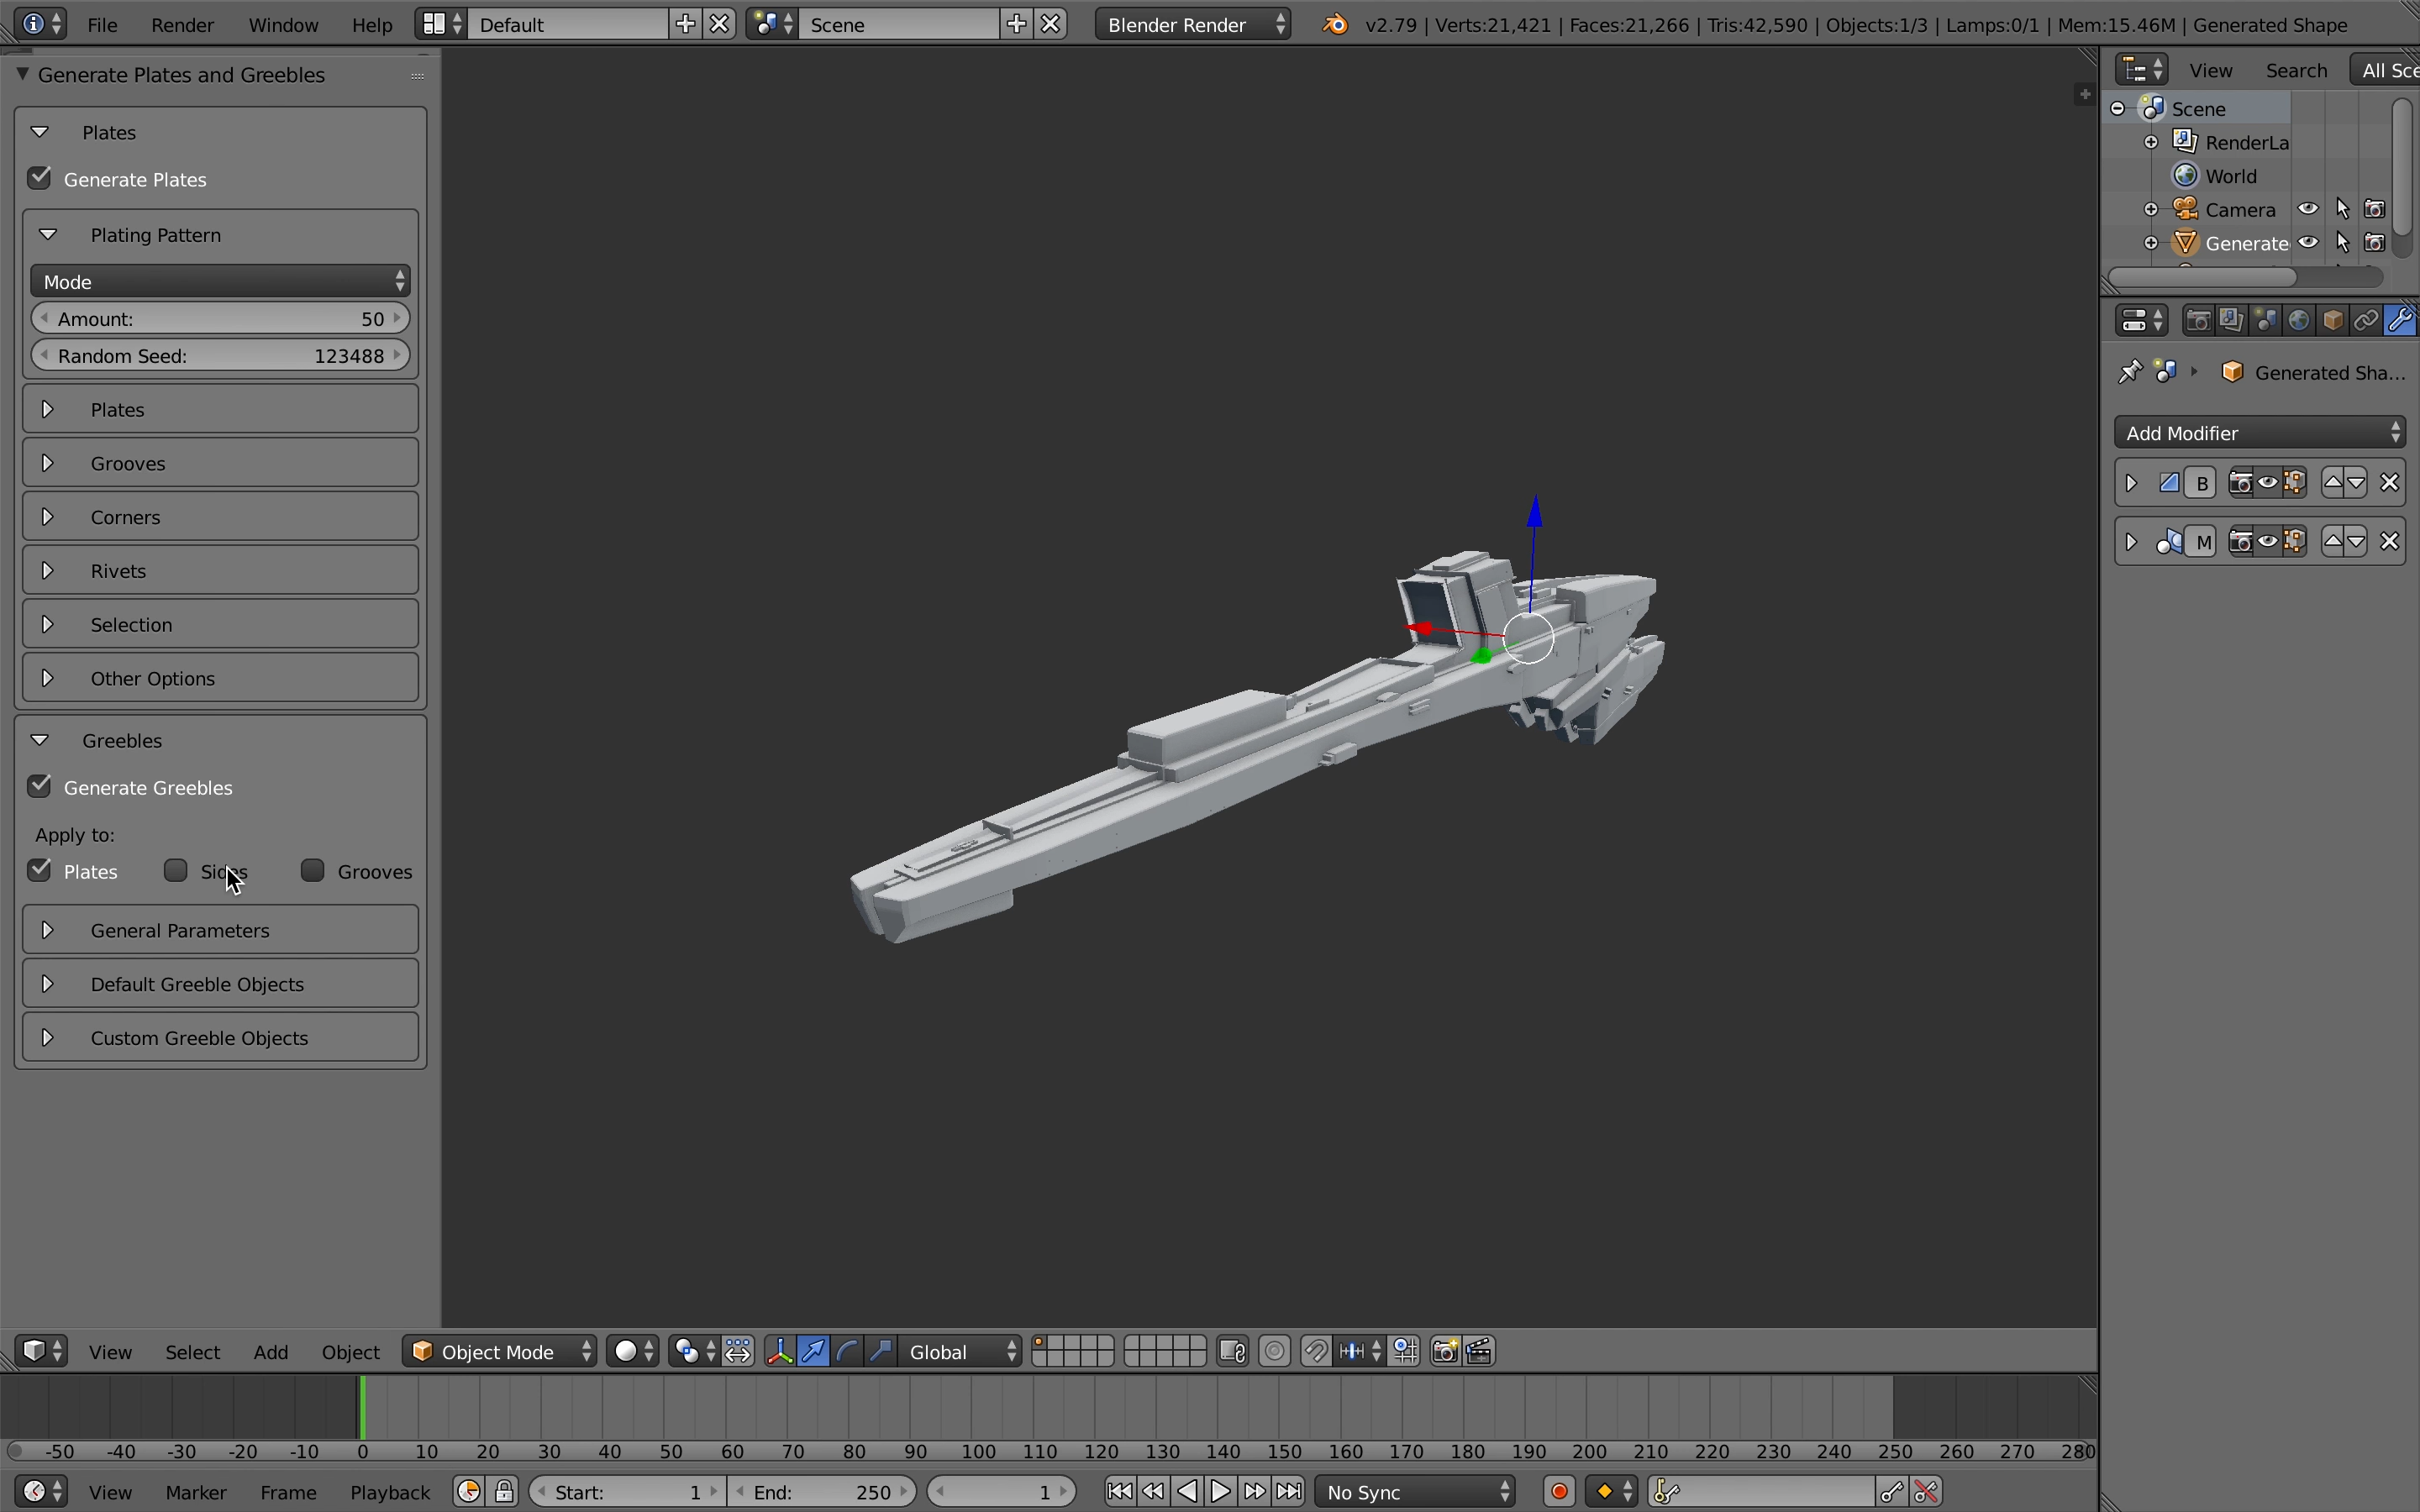 File Render Window Help Default Scene Blender Render v2.79 | Verts:21,421 | Faces:21,266 | Tris:42,590 | Objects:1/3 | Lamps:0/1 | Mem:15.46M | Generated Shape
Generate Plates and Greebles
Plates
Generate Plates
Plating Pattern
Mode
Amount: 50
Random Seed: 123488
Plates
Grooves
Corners
Rivets
Selection
Other Options
Greebles
Generate Greebles
Apply to:
Plates Sides Grooves
General Parameters
Default Greeble Objects
Custom Greeble Objects
View Search All Sce
Scene
RenderLa
World
Camera
Generate
Generated Sha...
Add Modifier
B
M
View Select Add Object Object Mode Global
-50 -40 -30 -20 -10 0 10 20 30 40 50 60 70 80 90 100 110 120 130 140 150 160 170 180 190 200 210 220 230 240 250 260 270 280
View Marker Frame Playback Start: 1 End: 250 1 No Sync